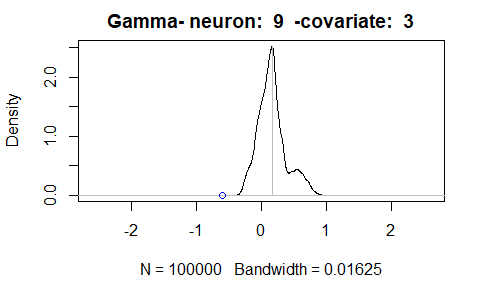 Gamma- neuron:  9  -covariate:  3
Density
2.0
1.0
0.0
-2 -1 0 1 2
N = 100000   Bandwidth = 0.01625